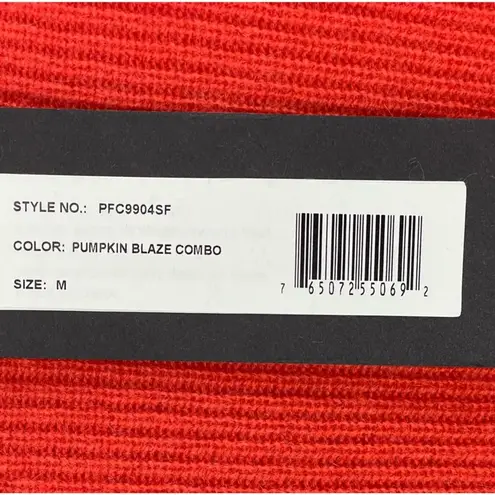 STYLE NO.: PFC9904SF
COLOR: PUMPKIN BLAZE COMBO
SIZE: M
7 65072 55069 2